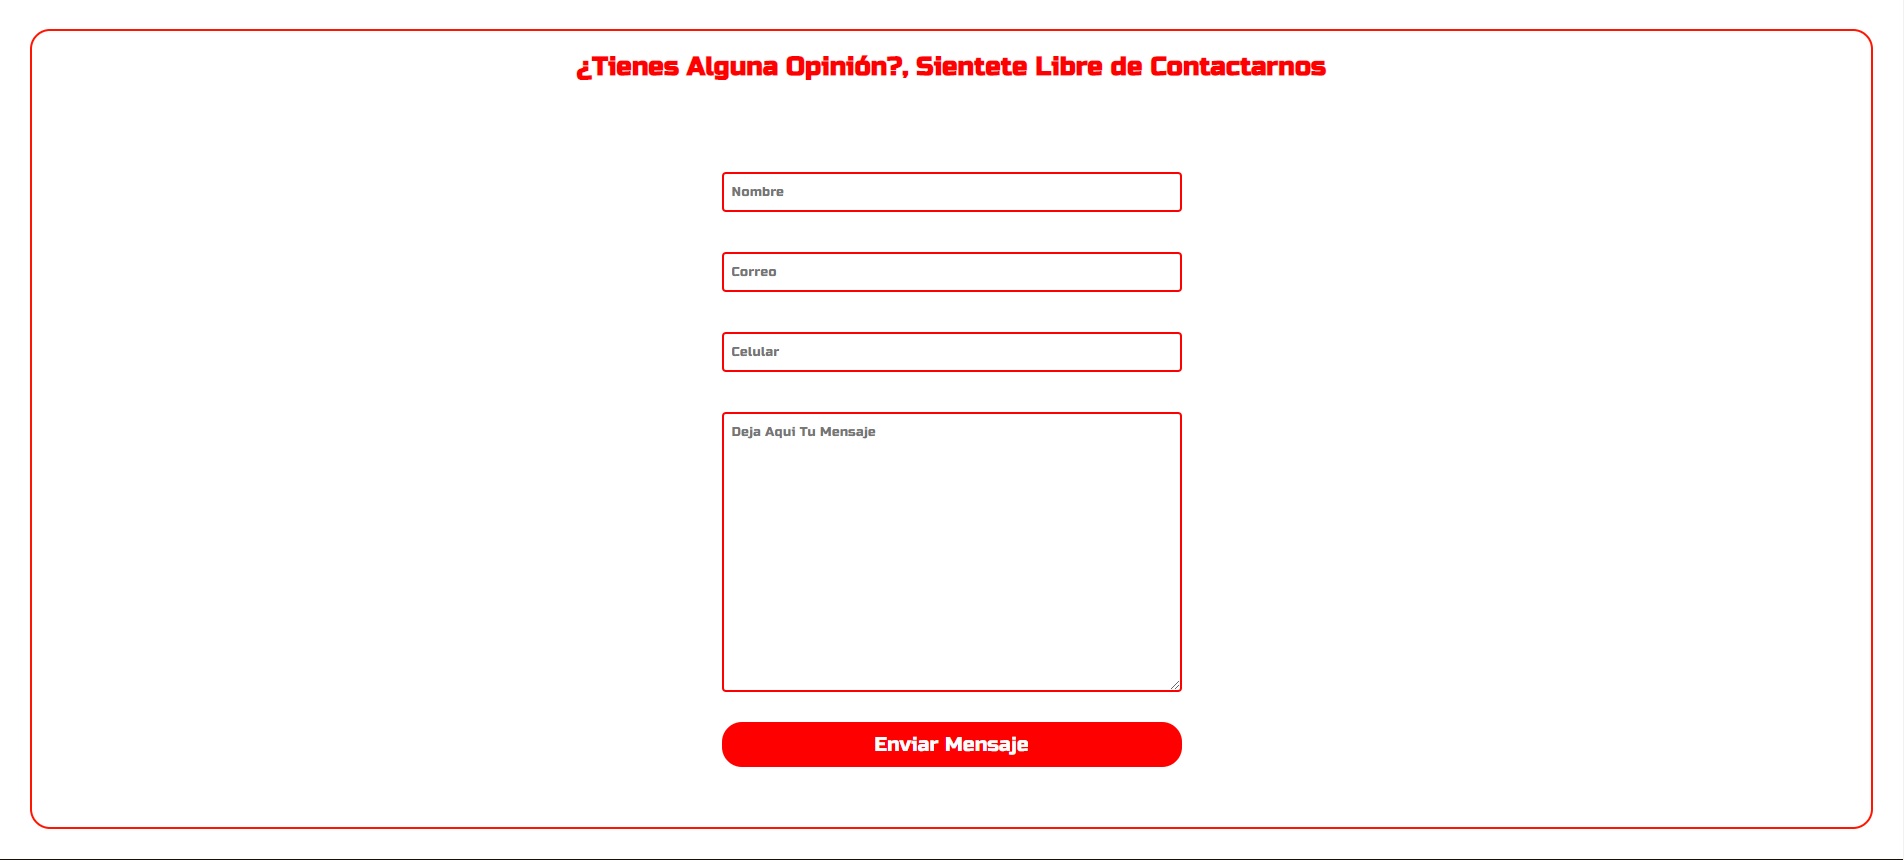 ¿Tienes Alguna Opinión?, Sientete Libre de Contactarnos
Nombre
Correo
Celular
Deja Aqui Tu Mensaje
Enviar Mensaje